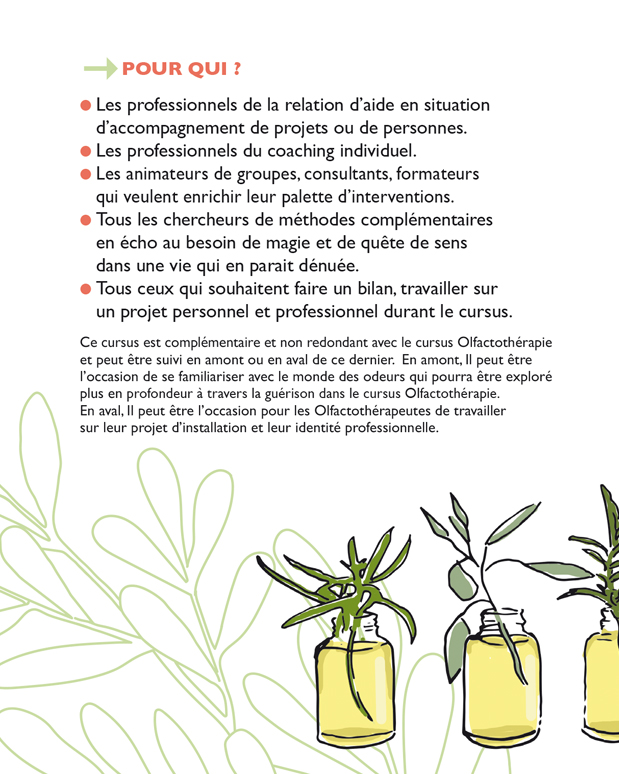 POUR QUI ?
Les professionnels de la relation d’aide en situation
d’accompagnement de projets ou de personnes.
Les professionnels du coaching individuel.
Les animateurs de groupes, consultants, formateurs
qui veulent enrichir leur palette d’interventions.
Tous les chercheurs de méthodes complémentaires
en écho au besoin de magie et de quête de sens
dans une vie qui en parait dénuée.
Tous ceux qui souhaitent faire un bilan, travailler sur
un projet personnel et professionnel durant le cursus.
Ce cursus est complémentaire et non redondant avec le cursus Olfactothérapie
et peut être suivi en amont ou en aval de ce dernier. En amont, Il peut être
l’occasion de se familiariser avec le monde des odeurs qui pourra être exploré
plus en profondeur à travers la guérison dans le cursus Olfactothérapie.
En aval, Il peut être l’occasion pour les Olfactothérapeutes de travailler
sur leur projet d’installation et leur identité professionnelle.